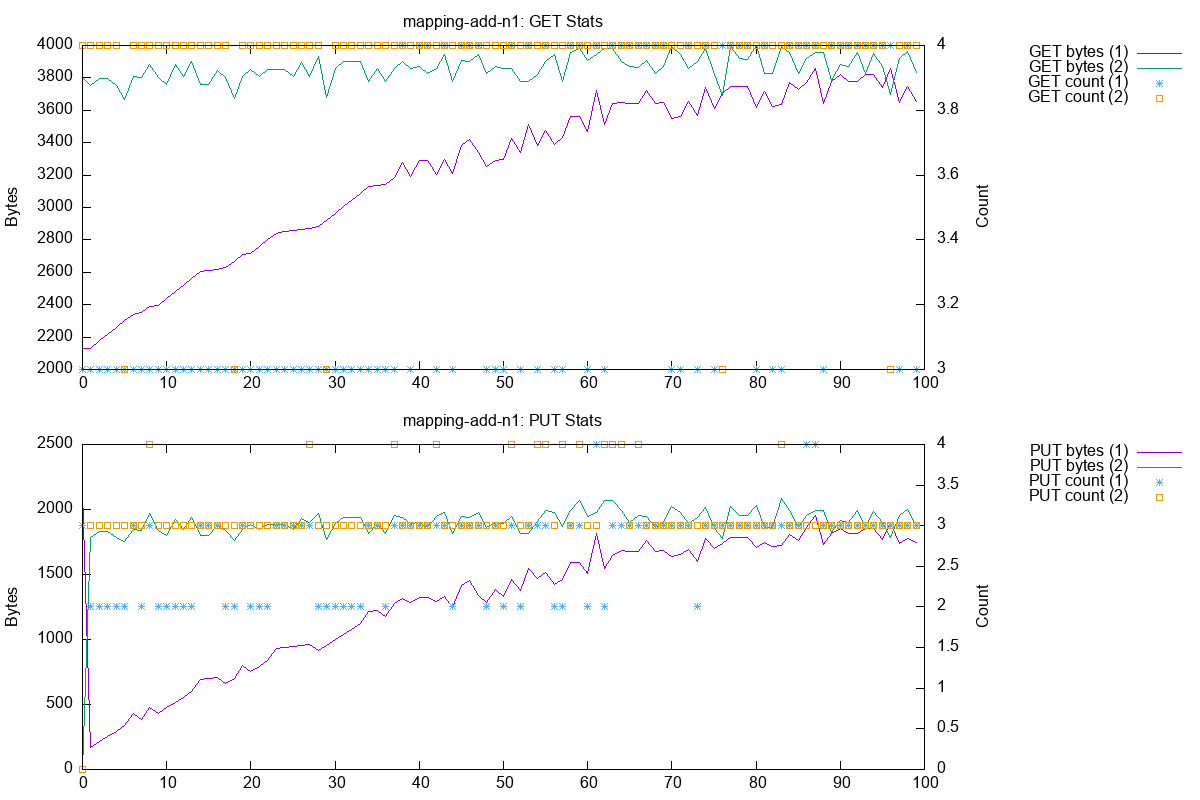 mapping-add-n1: GET Stats
4000
3800
3600
3400
3200
3000
2800
2600
2400
2200
2000
Bytes
0 10 20 30 40 50 60 70 80 90 100
4
3.8
3.6
3.4
3.2
3
Count
GET bytes (1)
GET bytes (2)
GET count (1)
GET count (2)
mapping-add-n1: PUT Stats
2500
2000
1500
1000
500
0
Bytes
0 10 20 30 40 50 60 70 80 90 100
4
3.5
3
2.5
2
1.5
1
0.5
0
Count
PUT bytes (1)
PUT bytes (2)
PUT count (1)
PUT count (2)